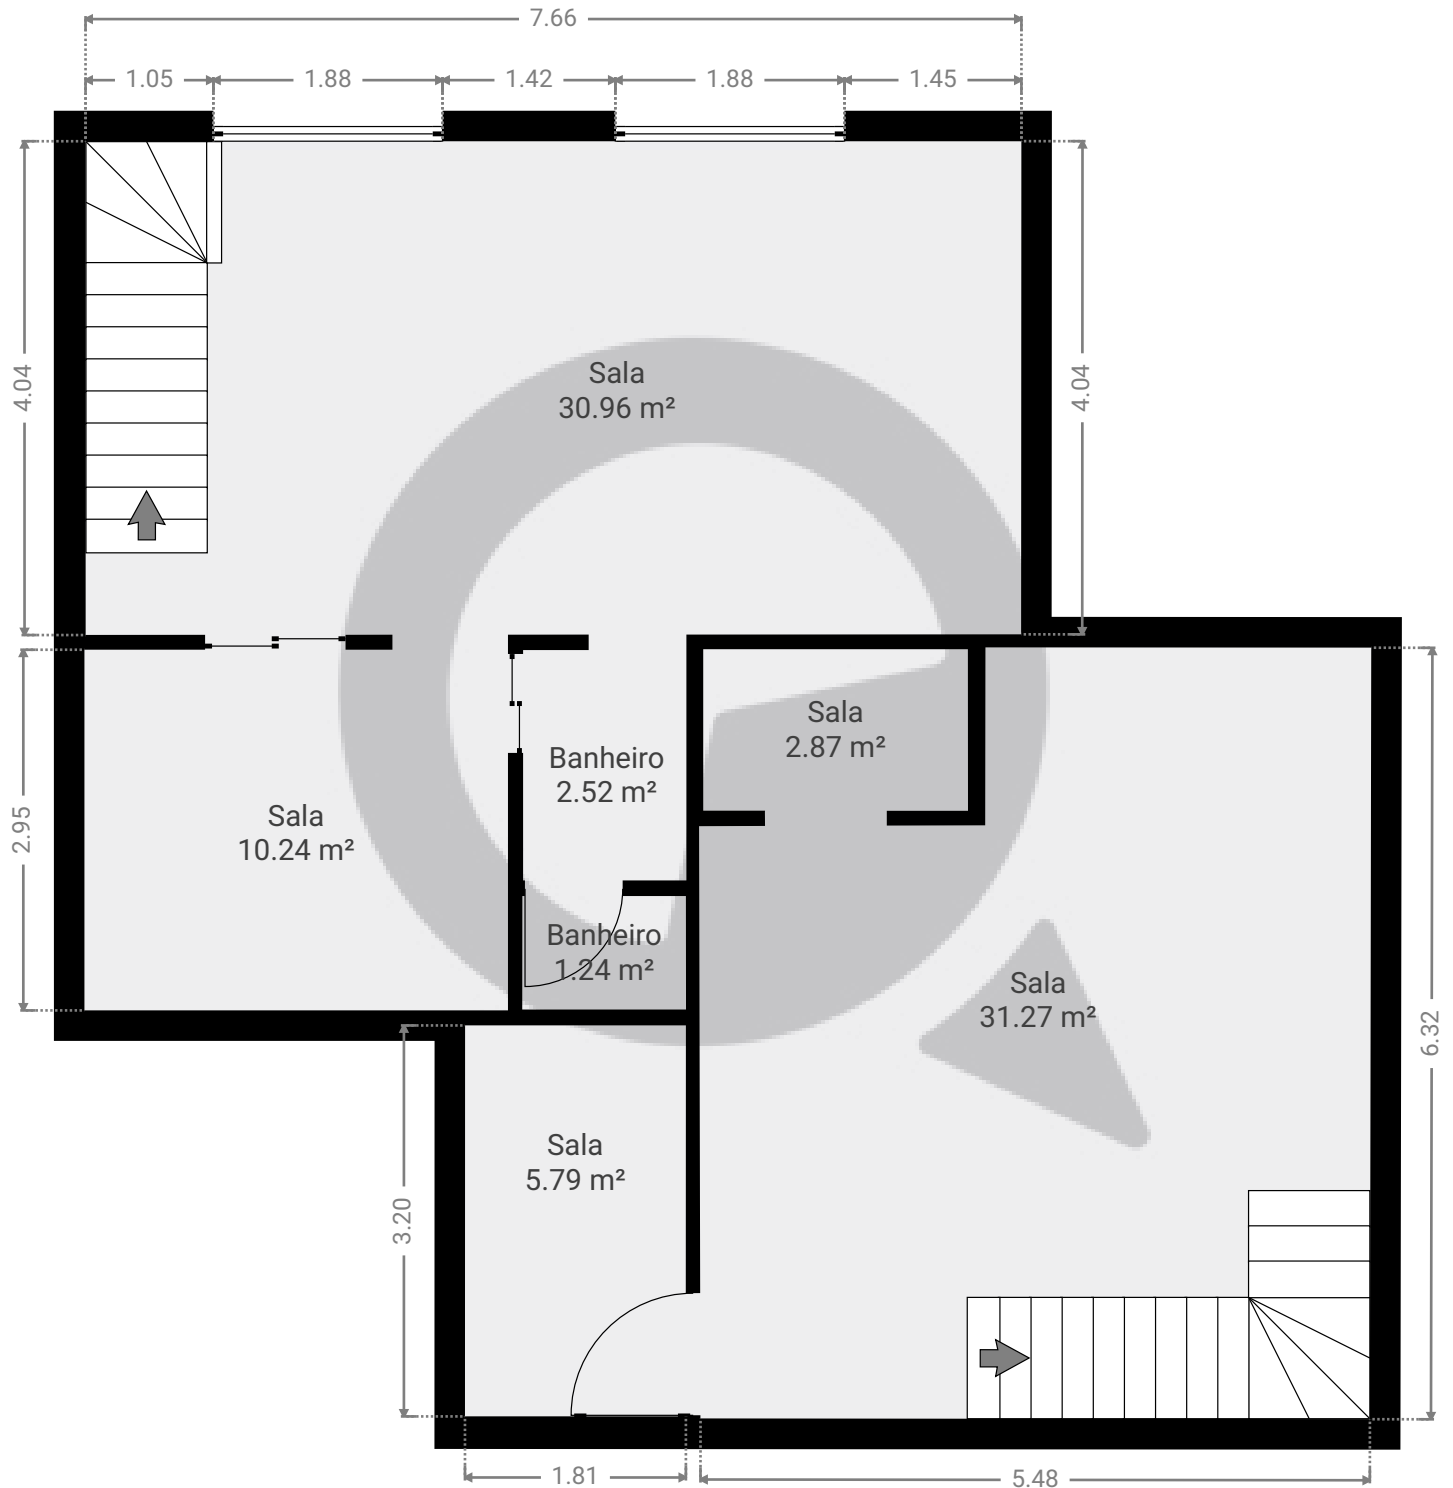 7.66
1.05
1.88
1.42
1.88
1.45
4.04
4.04
Sala
30.96 m²
Sala
2.87 m²
Banheiro
2.52 m²
Sala
10.24 m²
2.95
Banheiro
1.24 m²
Sala
31.27 m²
6.32
Sala
5.79 m²
3.20
1.81
5.48